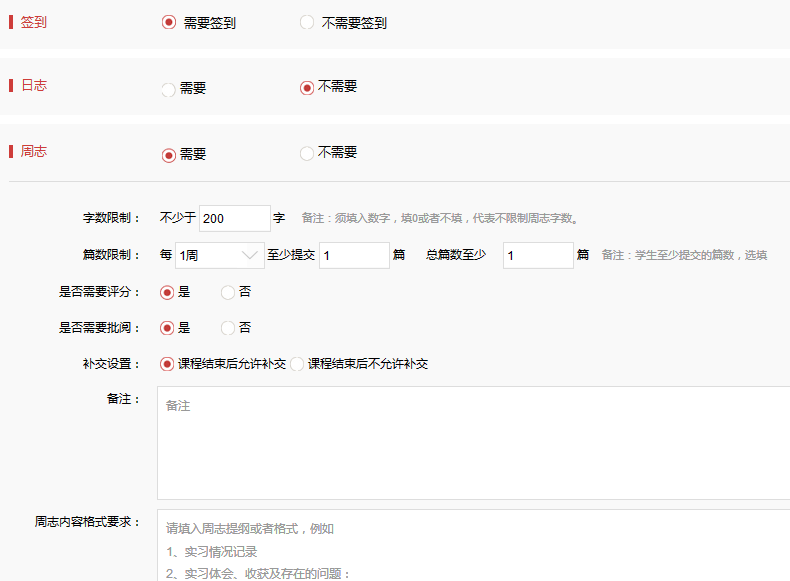 签到 需要签到 不需要签到
日志 需要 不需要
周志 需要 不需要
字数限制： 不少于 200 字 备注：须填入数字，填0或者不填，代表不限制周志字数。
篇数限制： 每 1周 至少提交 1 篇 总篇数至少 1 篇 备注：学生至少提交的篇数，选填
是否需要评分： 是 否
是否需要批阅： 是 否
补交设置： 课程结束后允许补交 课程结束后不允许补交
备注： 备注
周志内容格式要求： 请填入周志提纲或者格式，例如
1、实习情况记录
2、实习体会、收获及存在的问题：